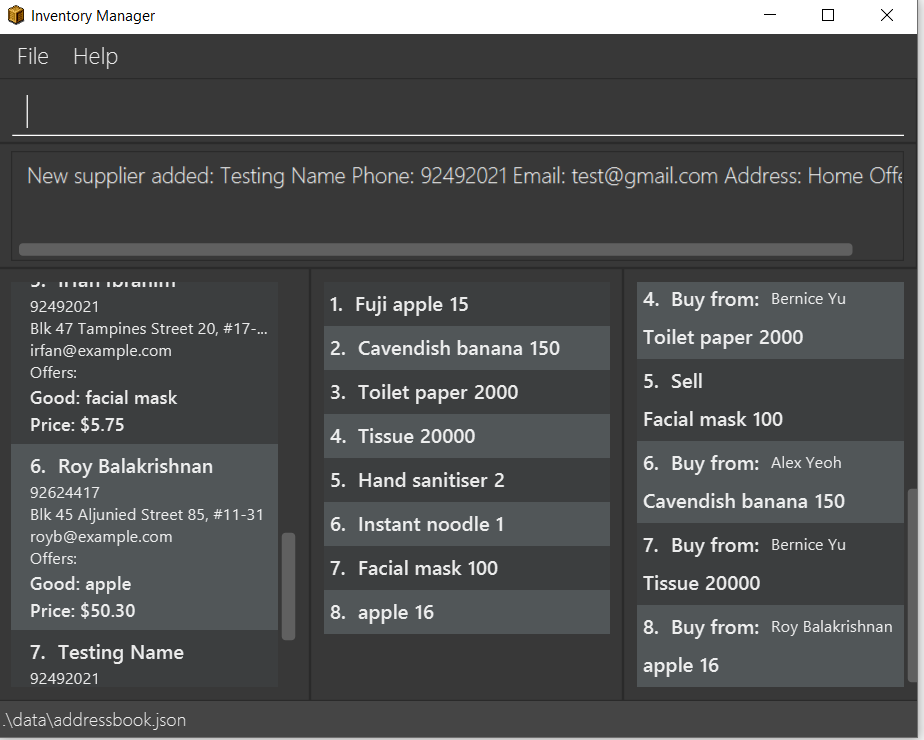 Inventory Manager
File Help
New supplier added: Testing Name Phone: 92492021 Email: test@gmail.com Address: Home Offe
5. Irfan Ibrahim
92492021
Blk 47 Tampines Street 20, #17-...
irfan@example.com
Offers:
Good: facial mask
Price: $5.75
6. Roy Balakrishnan
92624417
Blk 45 Aljunied Street 85, #11-31
royb@example.com
Offers:
Good: apple
Price: $50.30
7. Testing Name
92492021
1. Fuji apple 15
2. Cavendish banana 150
3. Toilet paper 2000
4. Tissue 20000
5. Hand sanitiser 2
6. Instant noodle 1
7. Facial mask 100
8. apple 16
4. Buy from: Bernice Yu
Toilet paper 2000
5. Sell
Facial mask 100
6. Buy from: Alex Yeoh
Cavendish banana 150
7. Buy from: Bernice Yu
Tissue 20000
8. Buy from: Roy Balakrishnan
apple 16
.\data\addressbook.json